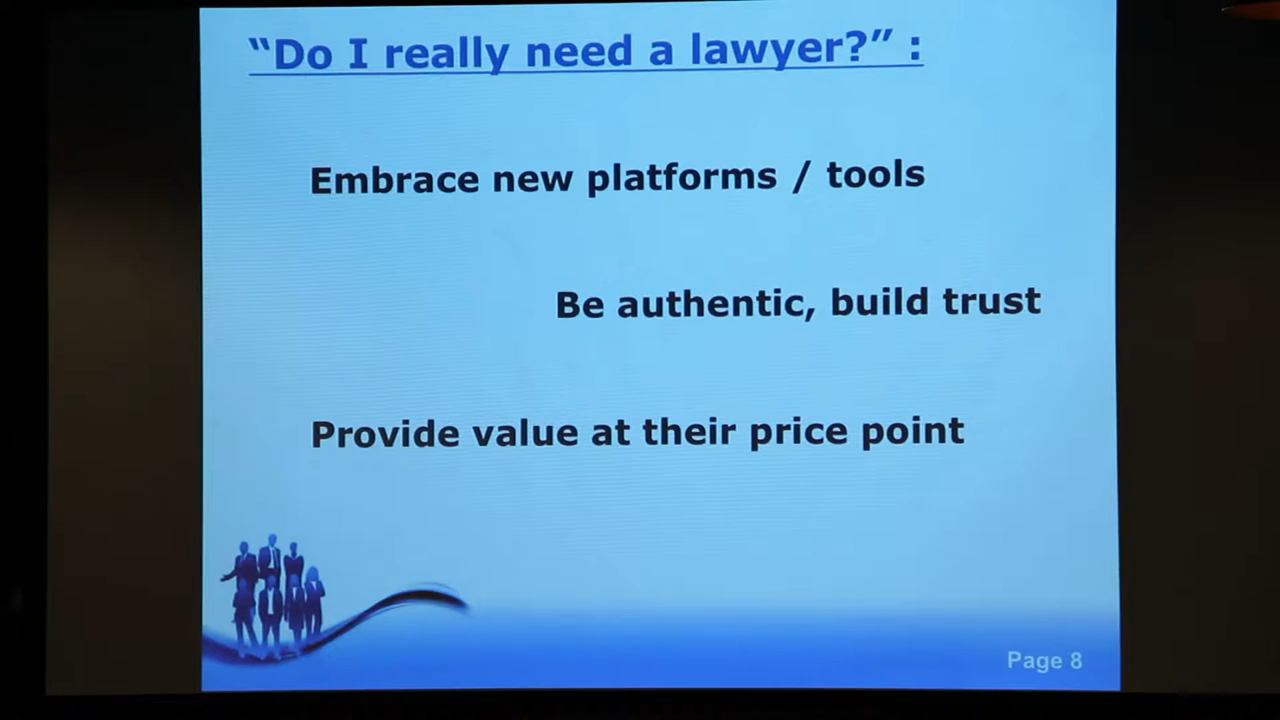 “Do I really need a lawyer?” :
Embrace new platforms / tools
Be authentic, build trust
Provide value at their price point
Page 8